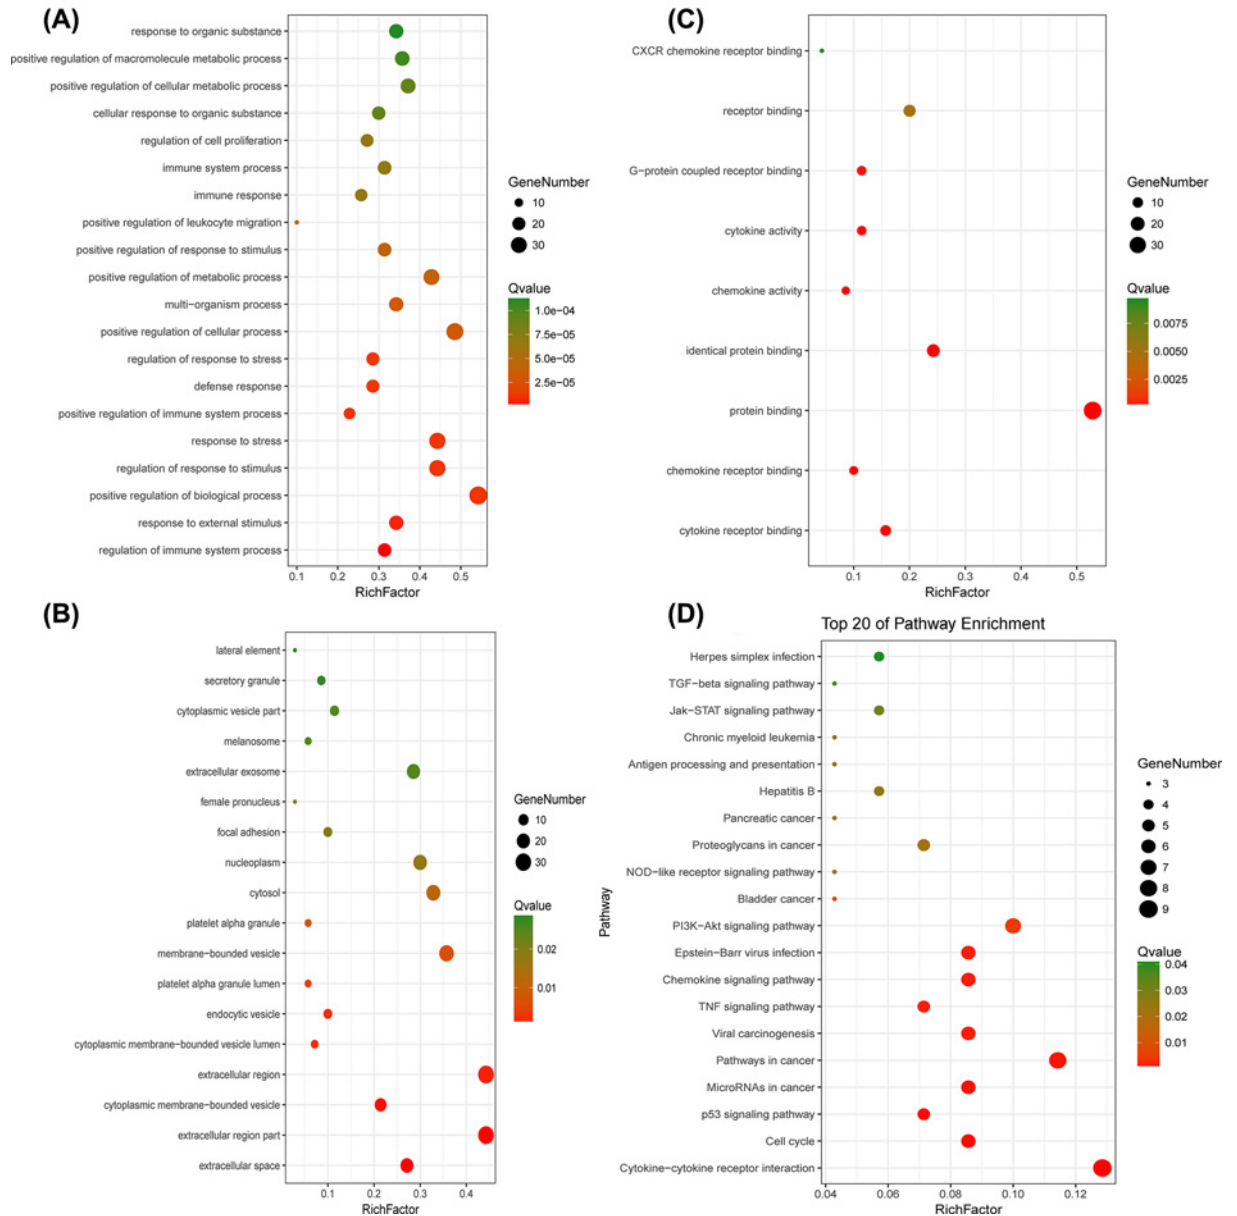 (A)
response to organic substance
positive regulation of macromolecule metabolic process
positive regulation of cellular metabolic process
cellular response to organic substance
regulation of cell proliferation
immune system process
immune response
positive regulation of leukocyte migration
positive regulation of response to stimulus
positive regulation of metabolic process
multi−organism process
positive regulation of cellular process
regulation of response to stress
defense response
positive regulation of immune system process
response to stress
regulation of response to stimulus
positive regulation of biological process
response to external stimulus
regulation of immune system process
0.1 0.2 0.3 0.4 0.5
RichFactor
GeneNumber
10
20
30
Qvalue
1.0e−04
7.5e−05
5.0e−05
2.5e−05
(C)
CXCR chemokine receptor binding
receptor binding
G−protein coupled receptor binding
cytokine activity
chemokine activity
identical protein binding
protein binding
chemokine receptor binding
cytokine receptor binding
0.1 0.2 0.3 0.4 0.5
RichFactor
GeneNumber
10
20
30
Qvalue
0.0075
0.0050
0.0025
(B)
lateral element
secretory granule
cytoplasmic vesicle part
melanosome
extracellular exosome
female pronucleus
focal adhesion
nucleoplasm
cytosol
platelet alpha granule
membrane−bounded vesicle
platelet alpha granule lumen
endocytic vesicle
cytoplasmic membrane−bounded vesicle lumen
extracellular region
cytoplasmic membrane−bounded vesicle
extracellular region part
extracellular space
0.1 0.2 0.3 0.4
RichFactor
GeneNumber
10
20
30
Qvalue
0.02
0.01
(D)
Top 20 of Pathway Enrichment
Pathway
Herpes simplex infection
TGF−beta signaling pathway
Jak−STAT signaling pathway
Chronic myeloid leukemia
Antigen processing and presentation
Hepatitis B
Pancreatic cancer
Proteoglycans in cancer
NOD−like receptor signaling pathway
Bladder cancer
PI3K−Akt signaling pathway
Epstein−Barr virus infection
Chemokine signaling pathway
TNF signaling pathway
Viral carcinogenesis
Pathways in cancer
MicroRNAs in cancer
p53 signaling pathway
Cell cycle
Cytokine−cytokine receptor interaction
0.04 0.06 0.08 0.10 0.12
RichFactor
GeneNumber
3
4
5
6
7
8
9
Qvalue
0.04
0.03
0.02
0.01